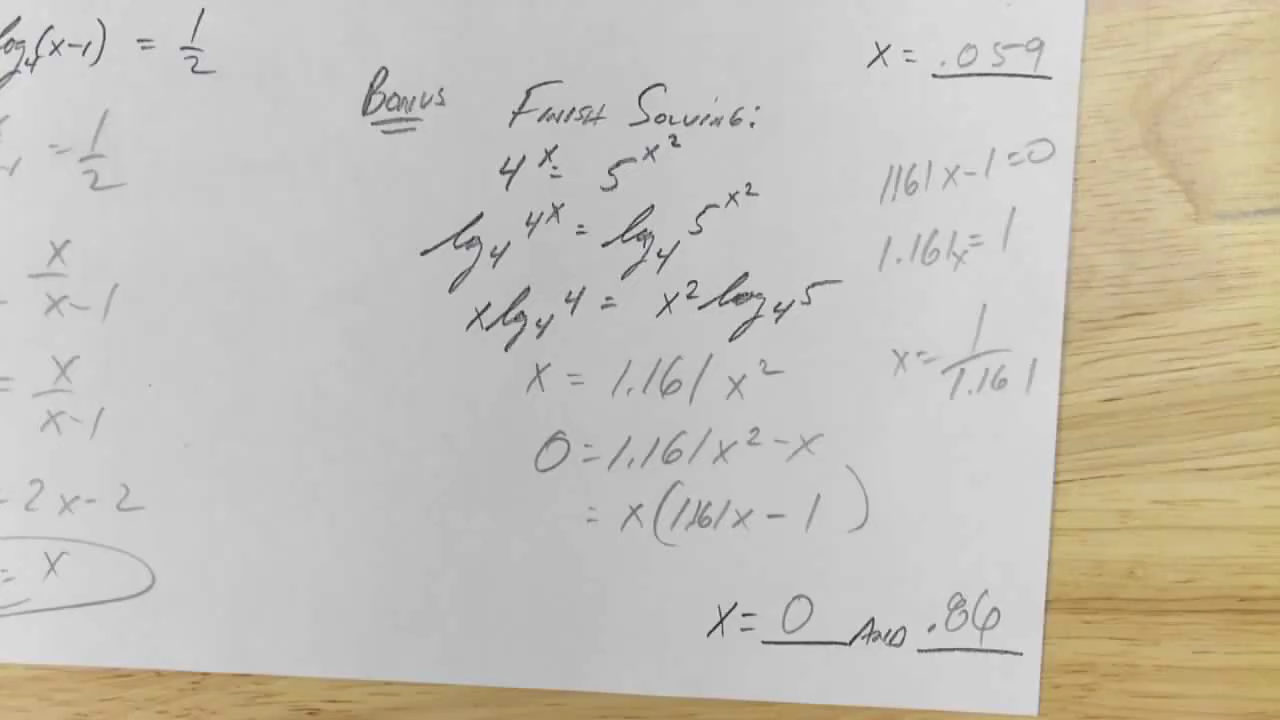 log₄(x-1) = 1/2
= 1/2
x/(x-1)
= x/(x-1)
2x-2
= x
Bonus Finish Solving:
4^x = 5^x²
log₄ 4^x = log₄ 5^x²
x log₄ 4 = x² log₄ 5
x = 1.161 x²
0 = 1.161x² - x
= x(1.161x - 1)
x = 0 and .86
x = .059
1161x-1=0
1.161x = 1
x = 1/1.161